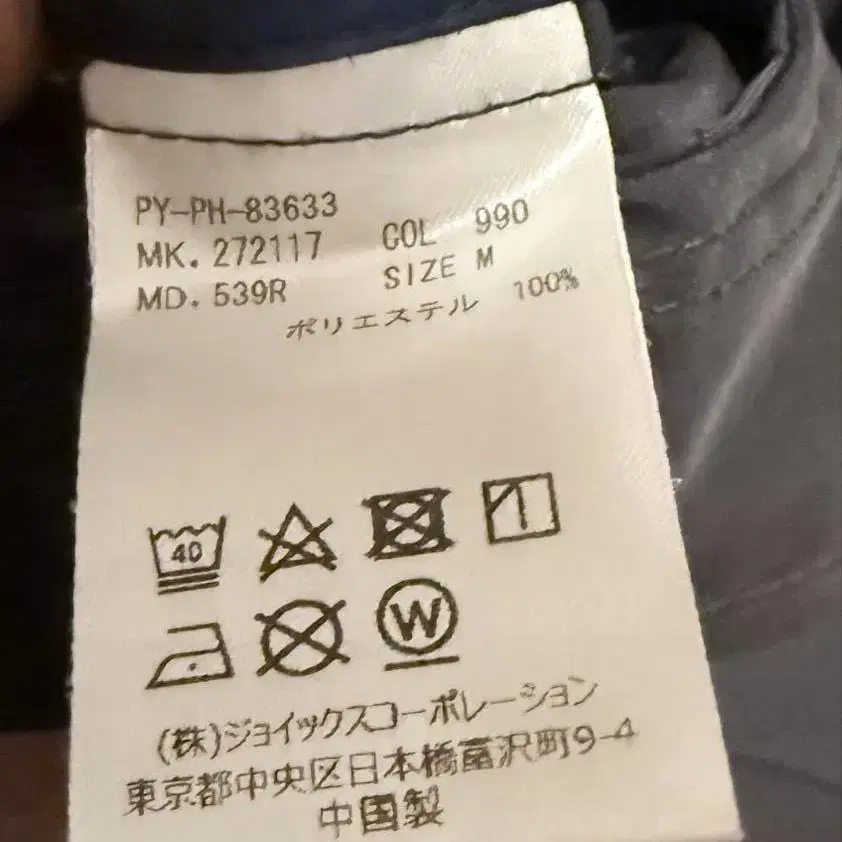 PY-PH-83633
MK. 272117 COL 990
MD. 539R SIZE M
ポリエステル 100%
40
W
(株)ジョイックスコーポレーション
東京都中央区日本橋富沢町9-4
中国製